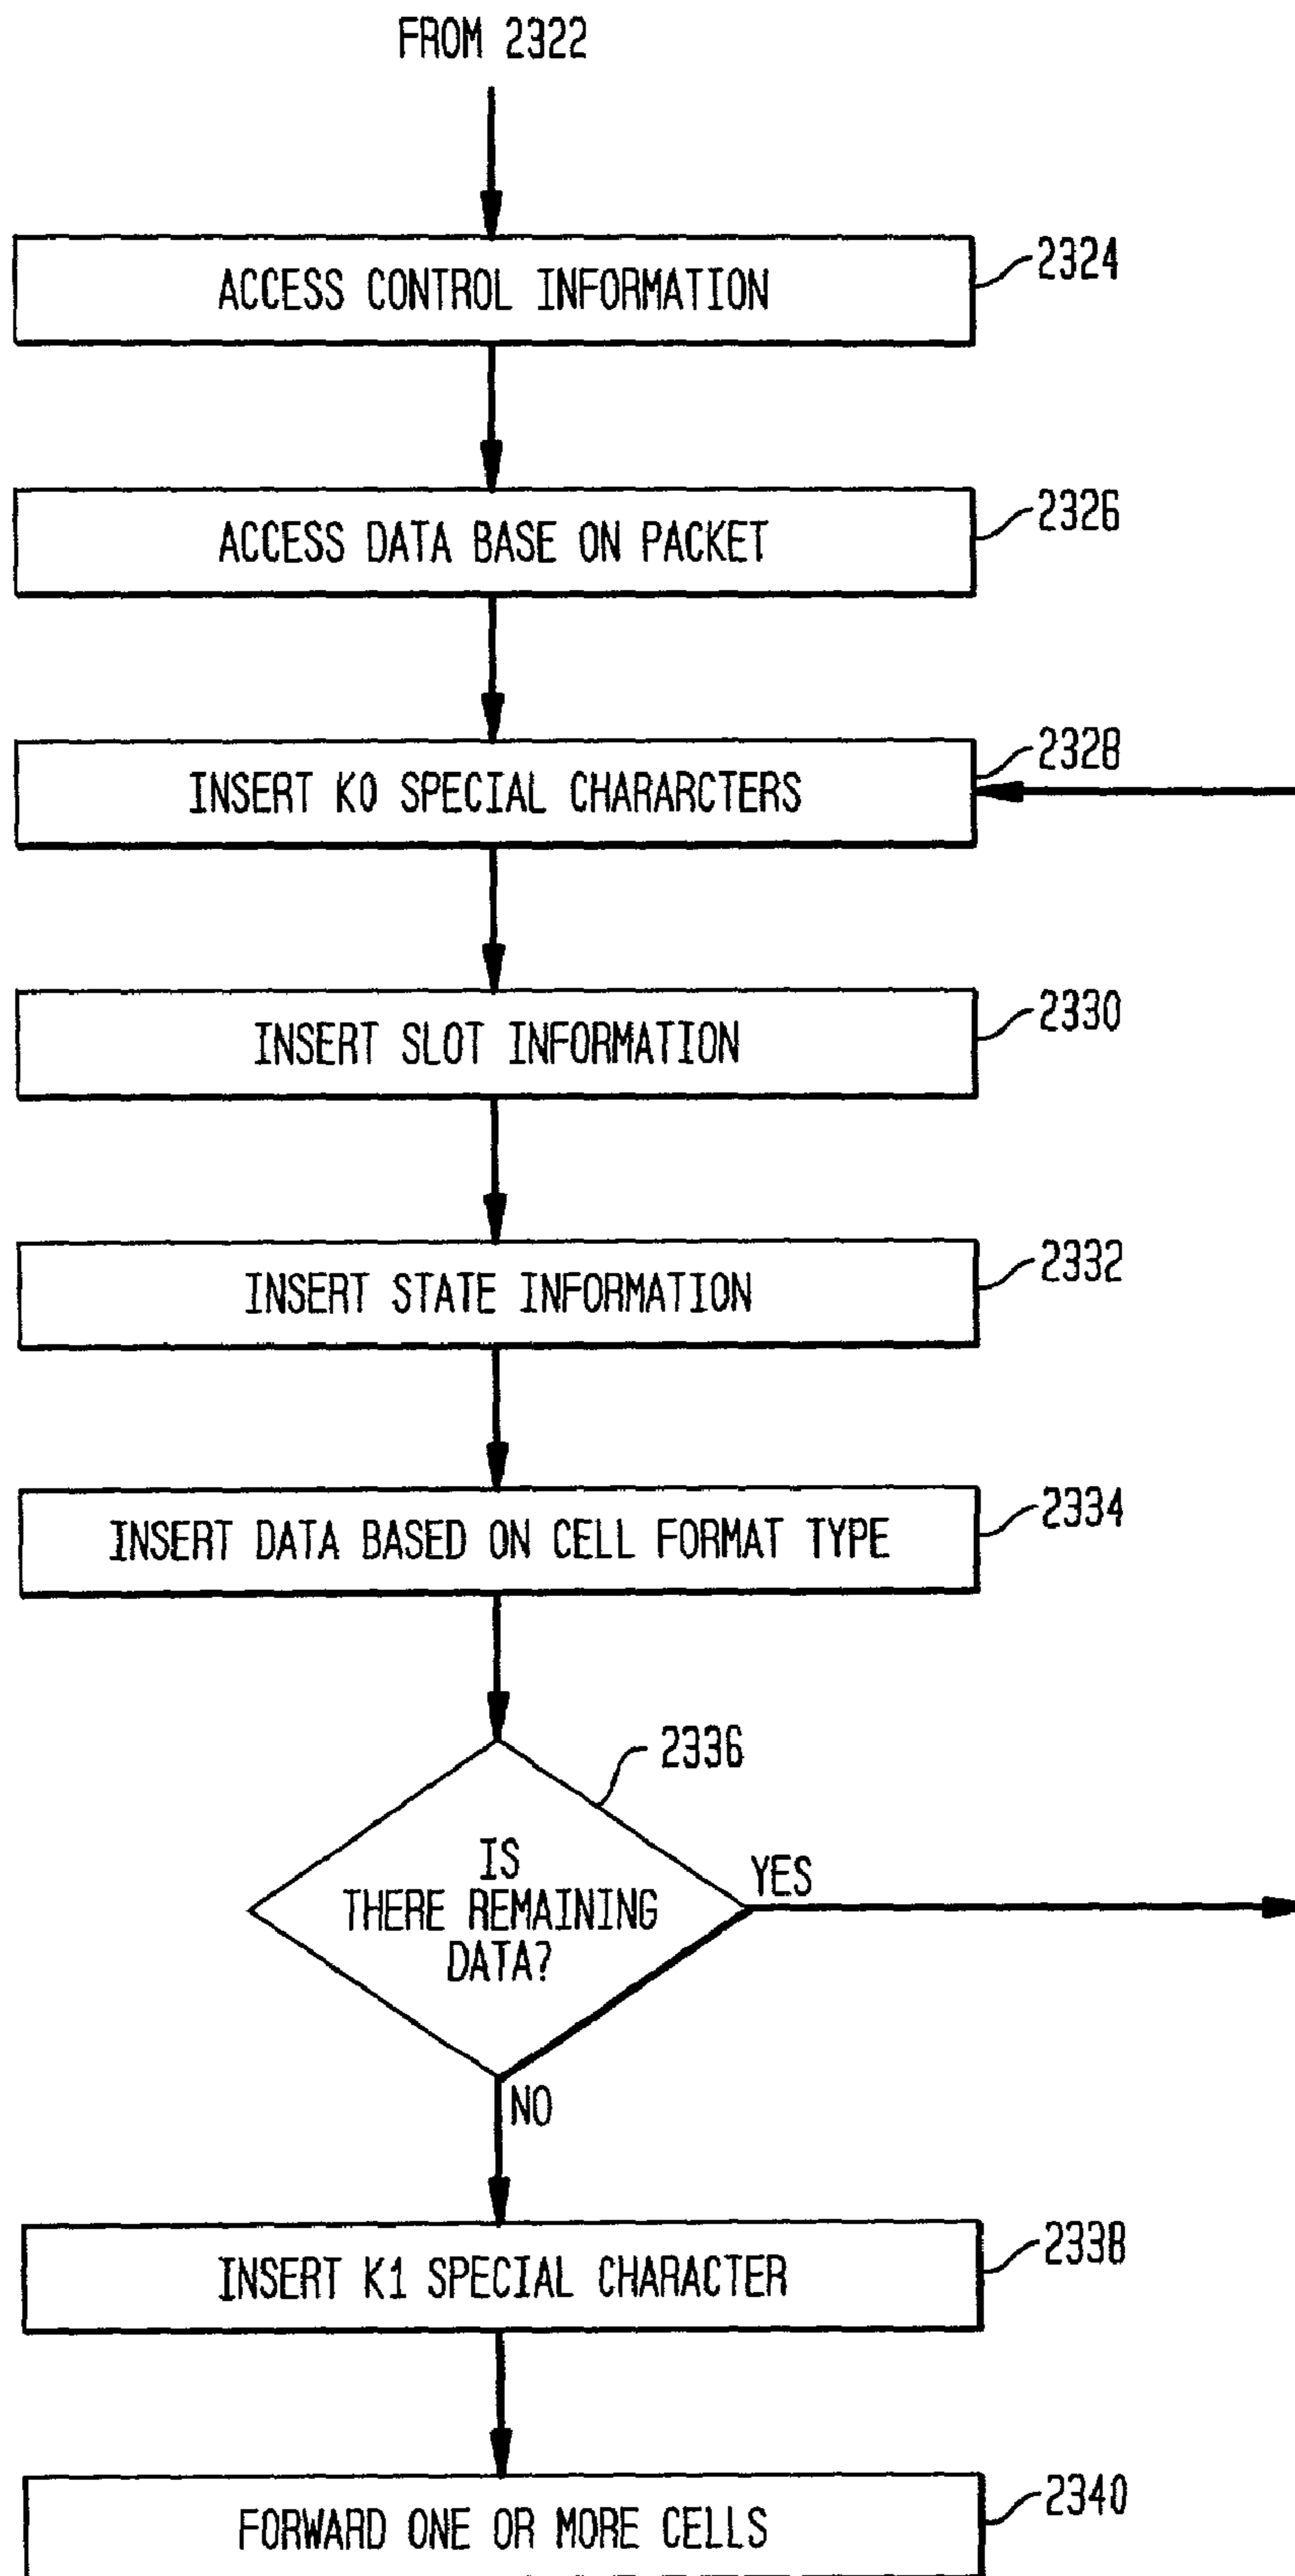 FROM 2322
ACCESS CONTROL INFORMATION
2324
ACCESS DATA BASE ON PACKET
2326
INSERT K0 SPECIAL CHARARCTERS
2328
INSERT SLOT INFORMATION
2330
INSERT STATE INFORMATION
2332
INSERT DATA BASED ON CELL FORMAT TYPE
2334
2336
IS
THERE REMAINING
DATA?
YES
NO
INSERT K1 SPECIAL CHARACTER
2338
FORWARD ONE OR MORE CELLS
2340